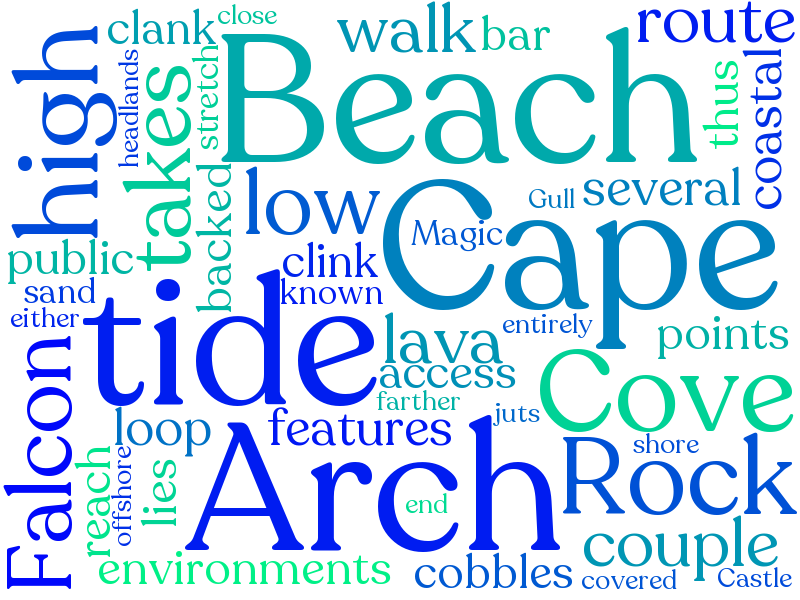 close
clank
walk
bar
route
high
headlands
takes
stretch
Beach
thus
coastal
backed
low
Cape
Gull
several
Magic
public
clink
sand
known
either
tide
entirely
lava
points
access
Cove
Falcon
farther
loop
features
juts
Arch
Rock
shore
reach
offshore
lies
end
couple
environments
cobbles
covered
Castle